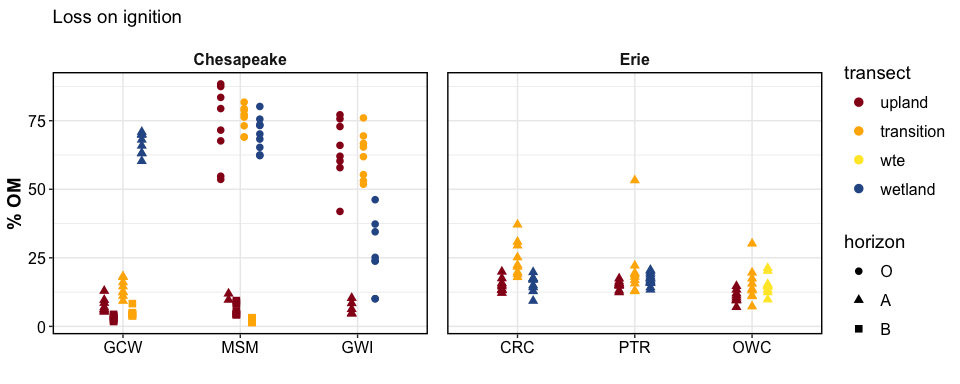 Loss on ignition
Chesapeake
Erie
% OM
75
50
25
0
GCW
MSM
GWI
CRC
PTR
OWC
transect
upland
transition
wte
wetland
horizon
O
A
B